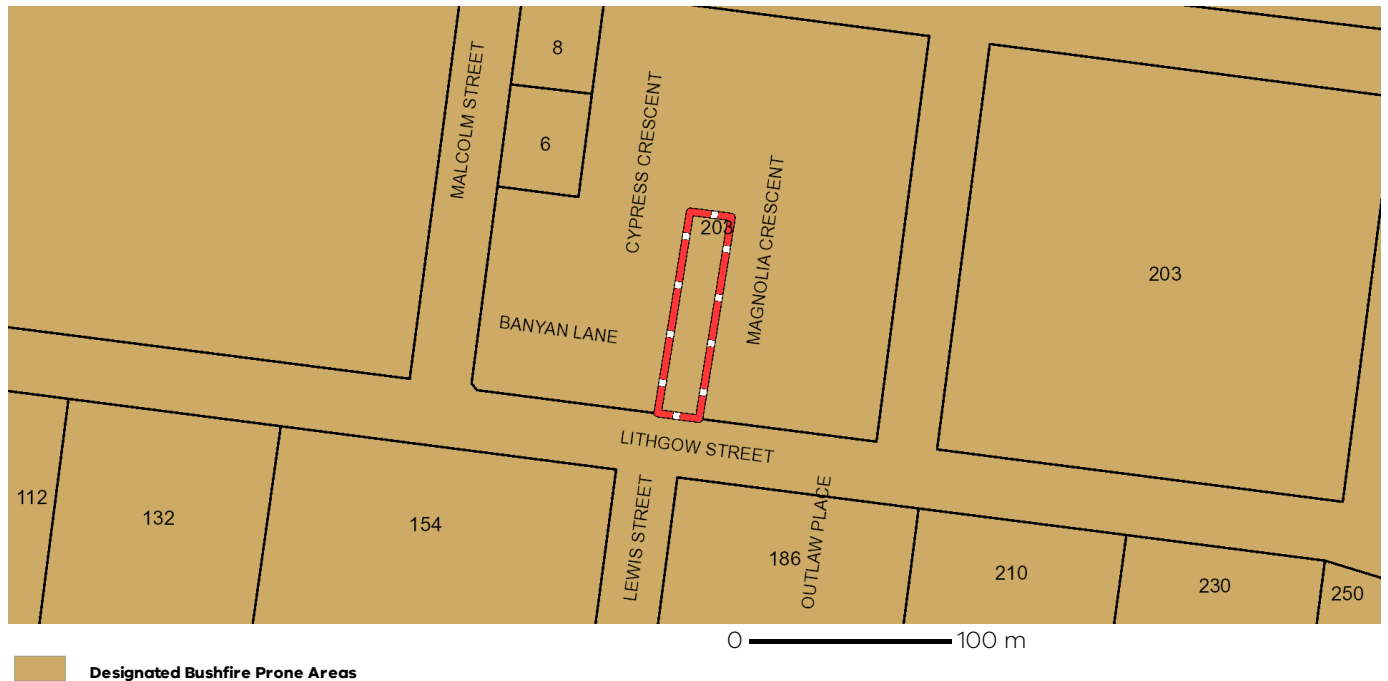 8
MALCOLM STREET
6
CYPRESS CRESCENT
MAGNOLIA CRESCENT
203
203
BANYAN LANE
LITHGOW STREET
112
132
154
LEWIS STREET
186
OUTLAW PLACE
210
230
250
0 100 m
Designated Bushfire Prone Areas